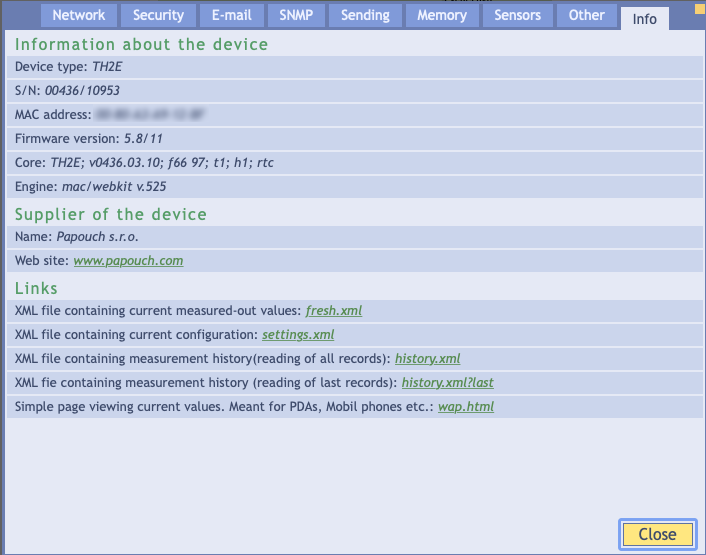 Network Security E-mail SNMP Sending Memory Sensors Other Info
Information about the device
Device type: TH2E
S/N: 00436/10953
MAC address:
Firmware version: 5.8/11
Core: TH2E; v0436.03.10; f66 97; t1; h1; rtc
Engine: mac/webkit v.525
Supplier of the device
Name: Papouch s.r.o.
Web site: www.papouch.com
Links
XML file containing current measured-out values: fresh.xml
XML file containing current configuration: settings.xml
XML file containing measurement history(reading of all records): history.xml
XML fie containing measurement history (reading of last records): history.xml?last
Simple page viewing current values. Meant for PDAs, Mobil phones etc.: wap.html
Close